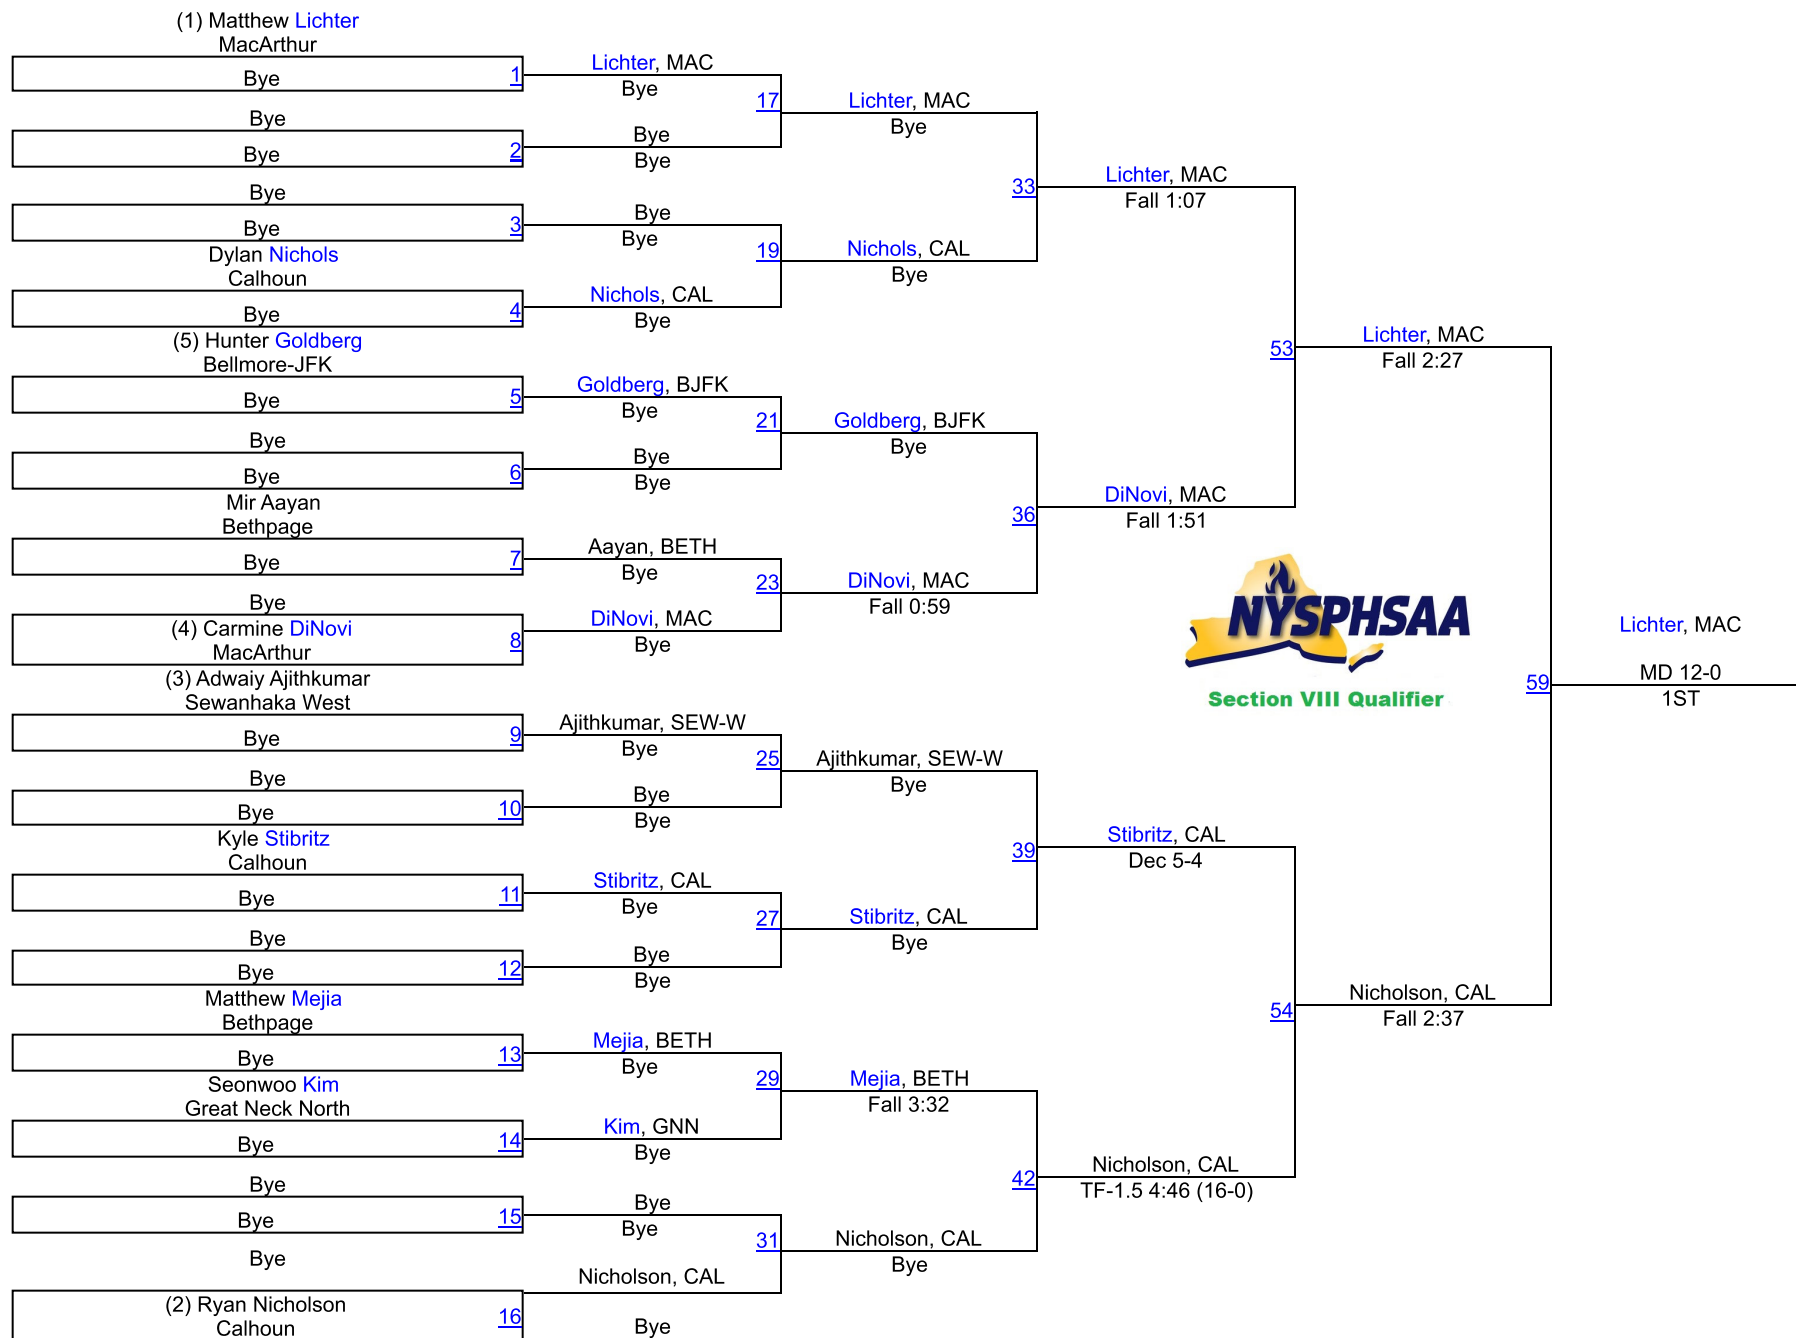 (1) Matthew Lichter
MacArthur
Bye
1
Bye
Bye
2
Bye
Bye
3
Dylan Nichols
Calhoun
Bye
4
(5) Hunter Goldberg
Bellmore-JFK
Bye
5
Bye
Bye
6
Mir Aayan
Bethpage
Bye
7
Bye
(4) Carmine DiNovi
MacArthur
8
(3) Adwaiy Ajithkumar
Sewanhaka West
Bye
9
Bye
Bye
10
Kyle Stibritz
Calhoun
Bye
11
Bye
Bye
12
Matthew Mejia
Bethpage
Bye
13
Seonwoo Kim
Great Neck North
Bye
14
Bye
Bye
15
Bye
(2) Ryan Nicholson
Calhoun
16
Lichter, MAC
Bye
17
Bye
Bye
Bye
Bye
19
Nichols, CAL
Bye
Goldberg, BJFK
Bye
21
Bye
Bye
Aayan, BETH
Bye
23
DiNovi, MAC
Bye
Ajithkumar, SEW-W
Bye
25
Bye
Bye
Stibritz, CAL
Bye
27
Bye
Bye
Mejia, BETH
Bye
29
Kim, GNN
Bye
Bye
Bye
31
Nicholson, CAL
Bye
Lichter, MAC
Bye
33
Nichols, CAL
Bye
Goldberg, BJFK
Bye
36
DiNovi, MAC
Fall 0:59
Ajithkumar, SEW-W
Bye
39
Stibritz, CAL
Bye
Mejia, BETH
Fall 3:32
42
Nicholson, CAL
Bye
Lichter, MAC
Fall 1:07
53
DiNovi, MAC
Fall 1:51
NYSPHSAA
Section VIII Qualifier
Stibritz, CAL
Dec 5-4
54
Nicholson, CAL
TF-1.5 4:46 (16-0)
Lichter, MAC
Fall 2:27
59
Nicholson, CAL
Fall 2:37
Lichter, MAC
MD 12-0
1ST